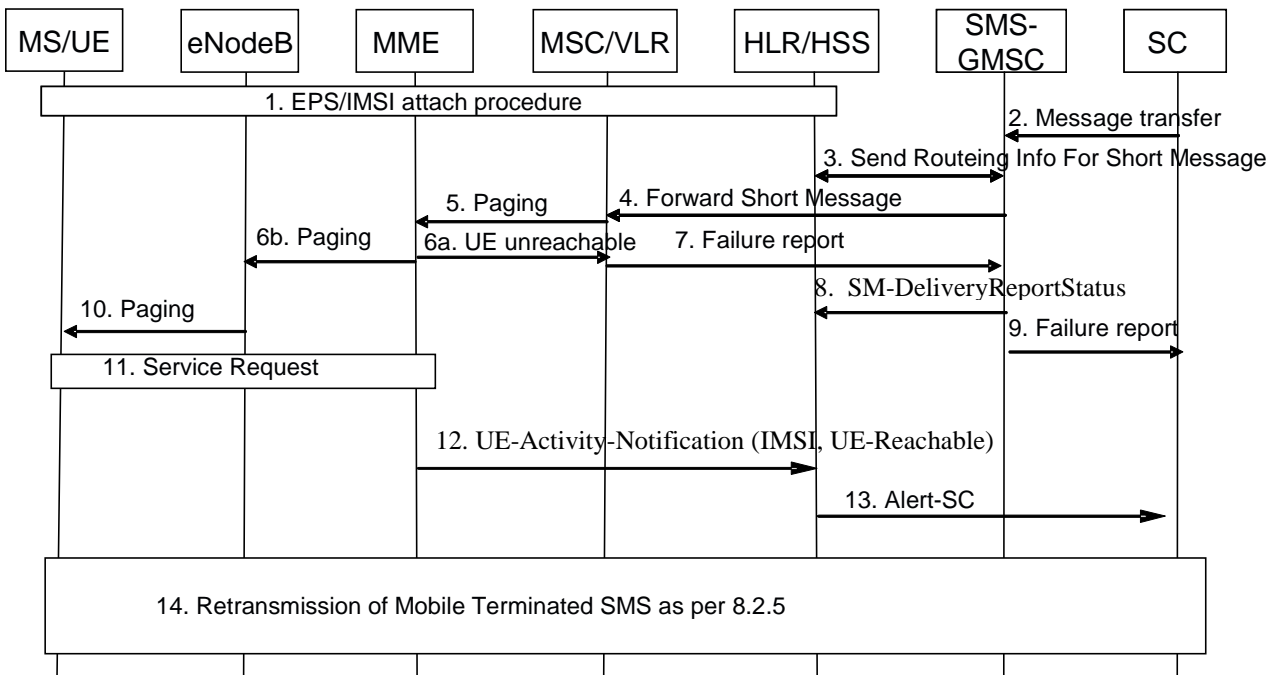 MS/UE
eNodeB
MME
MSC/VLR
HLR/HSS
SMS-
GMSC
SC
1. EPS/IMSI attach procedure
2. Message transfer
3. Send Routeing Info For Short Message
4. Forward Short Message
5. Paging
6b. Paging
6a. UE unreachable
7. Failure report
8. SM-DeliveryReportStatus
10. Paging
9. Failure report
11. Service Request
12. UE-Activity-Notification (IMSI, UE-Reachable)
13. Alert-SC
14. Retransmission of Mobile Terminated SMS as per 8.2.5